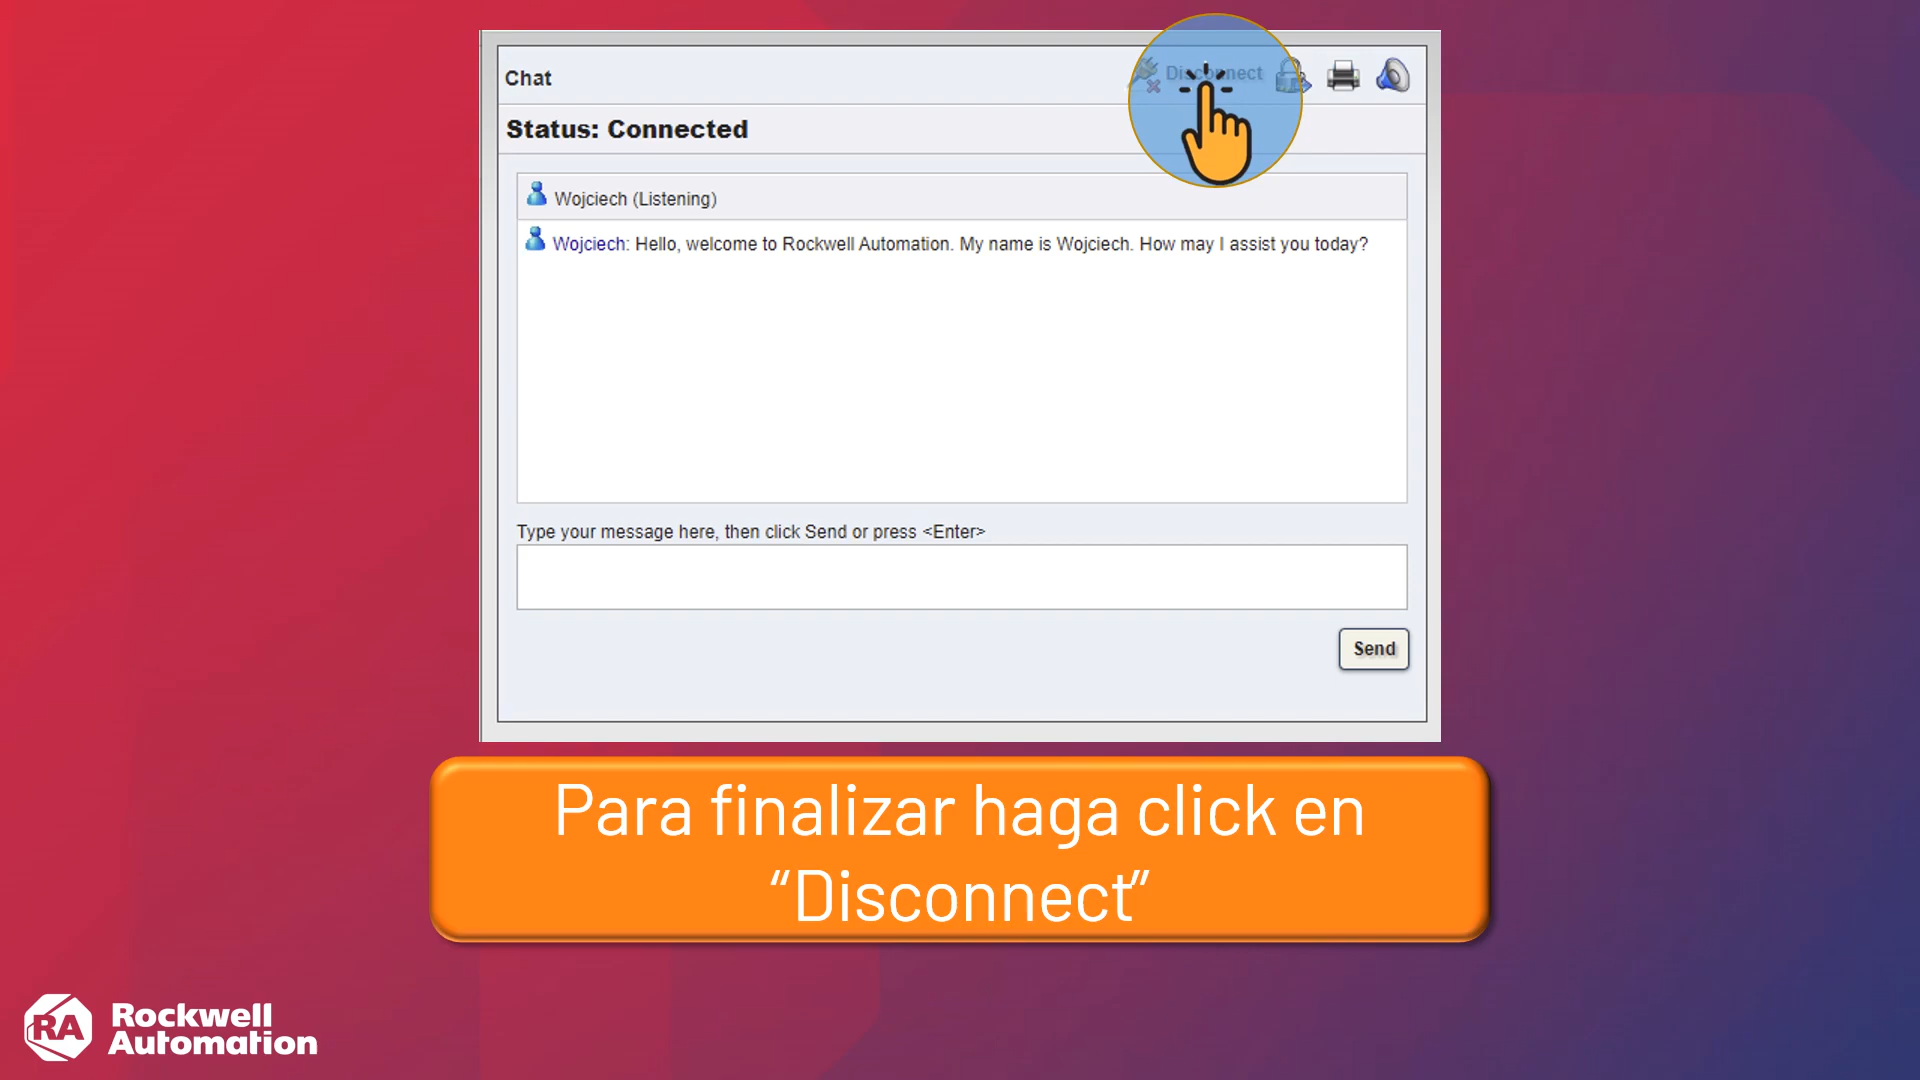 Chat
Disconnect
Status: Connected
Wojciech (Listening)
Wojciech: Hello, welcome to Rockwell Automation. My name is Wojciech. How may I assist you today?
Type your message here, then click Send or press <Enter>
Send
Para finalizar haga click en
“Disconnect”
RA
Rockwell
Automation